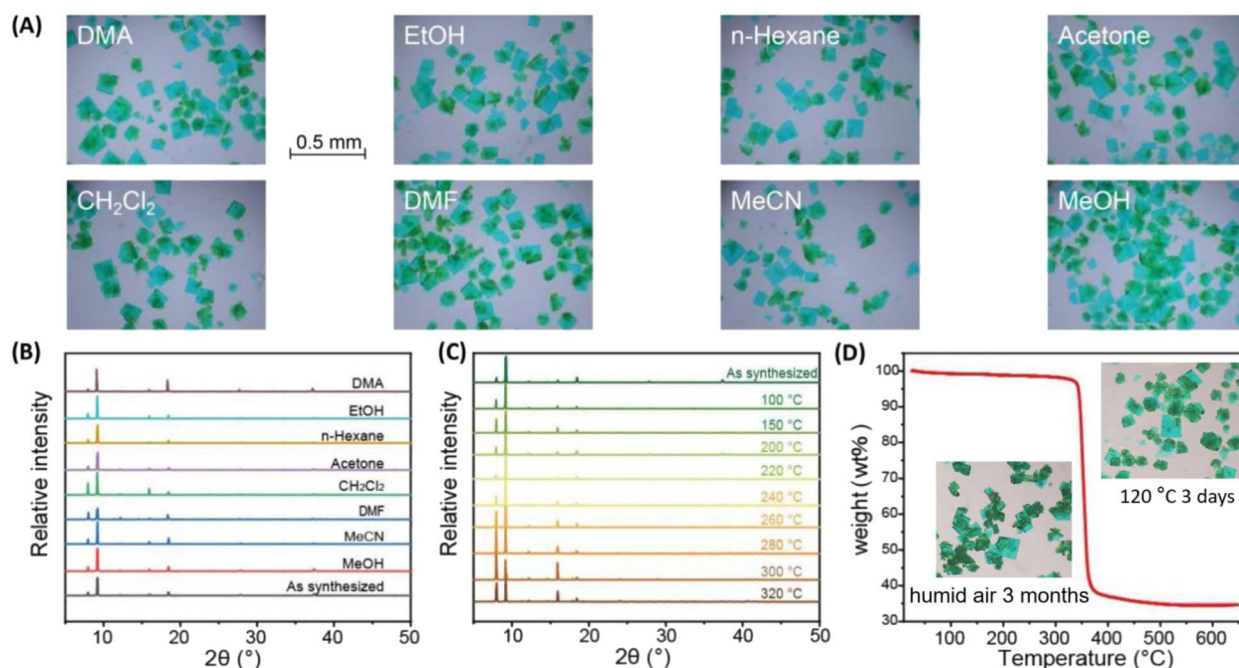 (A)
DMA
EtOH
n-Hexane
Acetone
0.5 mm
CH₂Cl₂
DMF
MeCN
MeOH
(B)
Relative intensity
DMA
EtOH
n-Hexane
Acetone
CH₂Cl₂
DMF
MeCN
MeOH
As synthesized
10 20 30 40 50
2θ (°)
(C)
Relative intensity
As synthesized
100 °C
150 °C
200 °C
220 °C
240 °C
260 °C
280 °C
300 °C
320 °C
10 20 30 40 50
2θ (°)
(D)
weight (wt%)
100
90
80
70
60
50
40
30
120 °C 3 days
humid air 3 months
100 200 300 400 500 600
Temperature (°C)